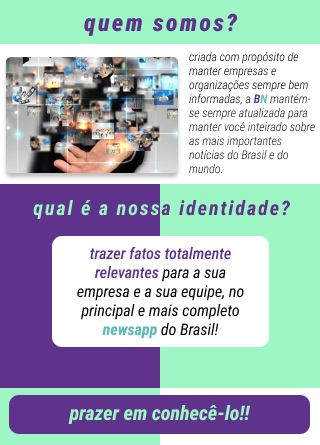 quem somos?
criada com propósito de
manter empresas e
organizações sempre bem
informadas, a BN mantém-
se sempre atualizada para
manter você inteirado sobre
as mais importantes
notícias do Brasil e do
mundo.
qual é a nossa identidade?
trazer fatos totalmente
relevantes para a sua
empresa e a sua equipe, no
principal e mais completo
newsapp do Brasil!
prazer em conhecê-lo!!